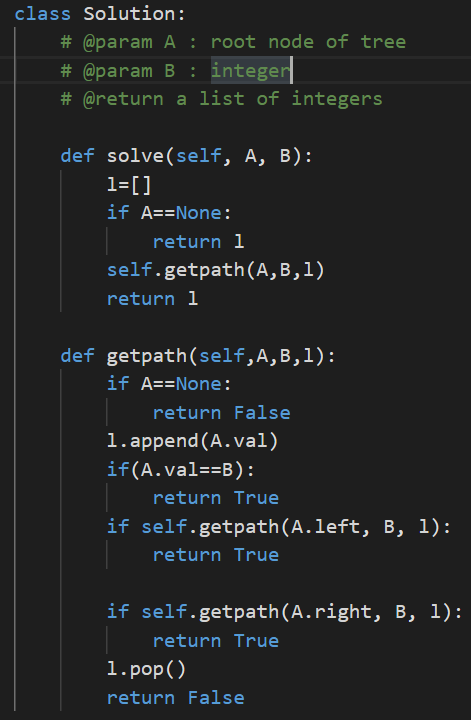 class Solution:
    # @param A : root node of tree
    # @param B : integer
    # @return a list of integers

    def solve(self, A, B):
        l=[]
        if A==None:
            return l
        self.getpath(A,B,l)
        return l

    def getpath(self,A,B,l):
        if A==None:
            return False
        l.append(A.val)
        if(A.val==B):
            return True
        if self.getpath(A.left, B, l):
            return True

        if self.getpath(A.right, B, l):
            return True
        l.pop()
        return False